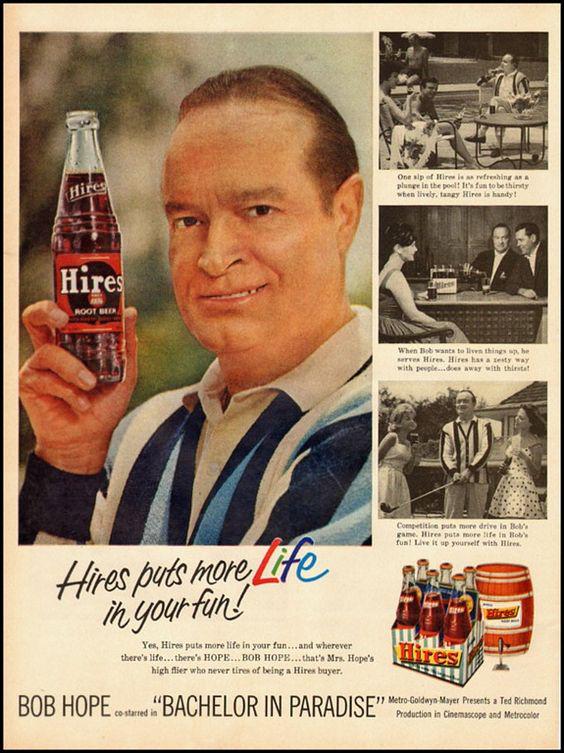 Hires
Hires
SINCE
1876
ROOT BEER
One sip of Hires is as refreshing as a
plunge in the pool! It's fun to be thirsty
when lively, tangy Hires is handy!
When Bob wants to liven things up, he
serves Hires. Hires has a zesty way
with people...does away with thirsts!
Competition puts more drive in Bob's
game. Hires puts more life in Bob's
fun! Live it up yourself with Hires.
Hires puts more Life
in your fun!
Hires
ROOT BEER
Hires
Yes, Hires puts more life in your fun...and wherever
there's life...there's HOPE...BOB HOPE...that's Mrs. Hope's
high flier who never tires of being a Hires buyer.
BOB HOPE co-starred in "BACHELOR IN PARADISE" Metro-Goldwyn-Mayer Presents a Ted Richmond
Production in Cinemascope and Metrocolor